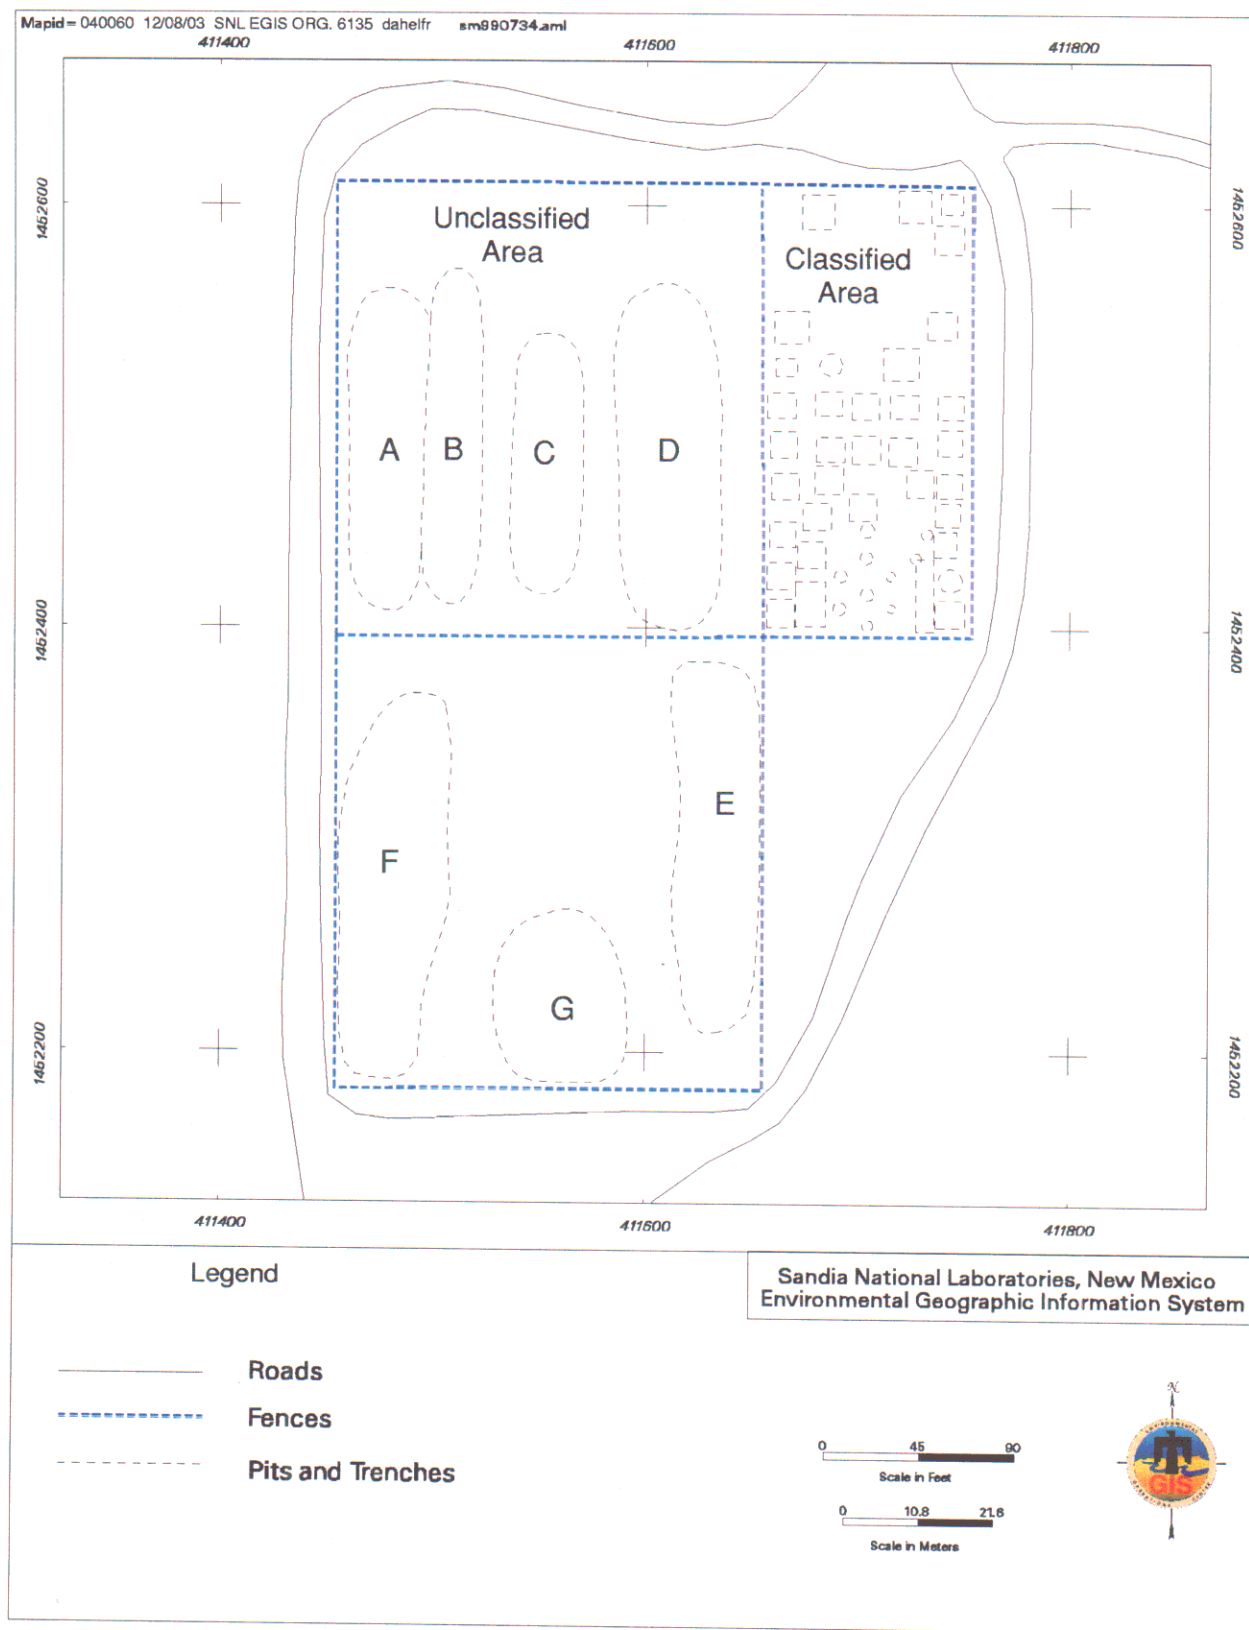 Mapid= 040060 12/08/03 SNL EGIS ORG. 6135 dahelfr sm990734.aml
411400 411600 411800
1452600 1452600
Unclassified
Area
Classified
Area
A B C D
1452400 1452400
E
F
G
1452200 1452200
411400 411600 411800
Legend
Sandia National Laboratories, New Mexico
Environmental Geographic Information System
Roads
Fences
Pits and Trenches
0 45 90
Scale in Feet
0 10.8 21.6
Scale in Meters
N
Environmental
GIS